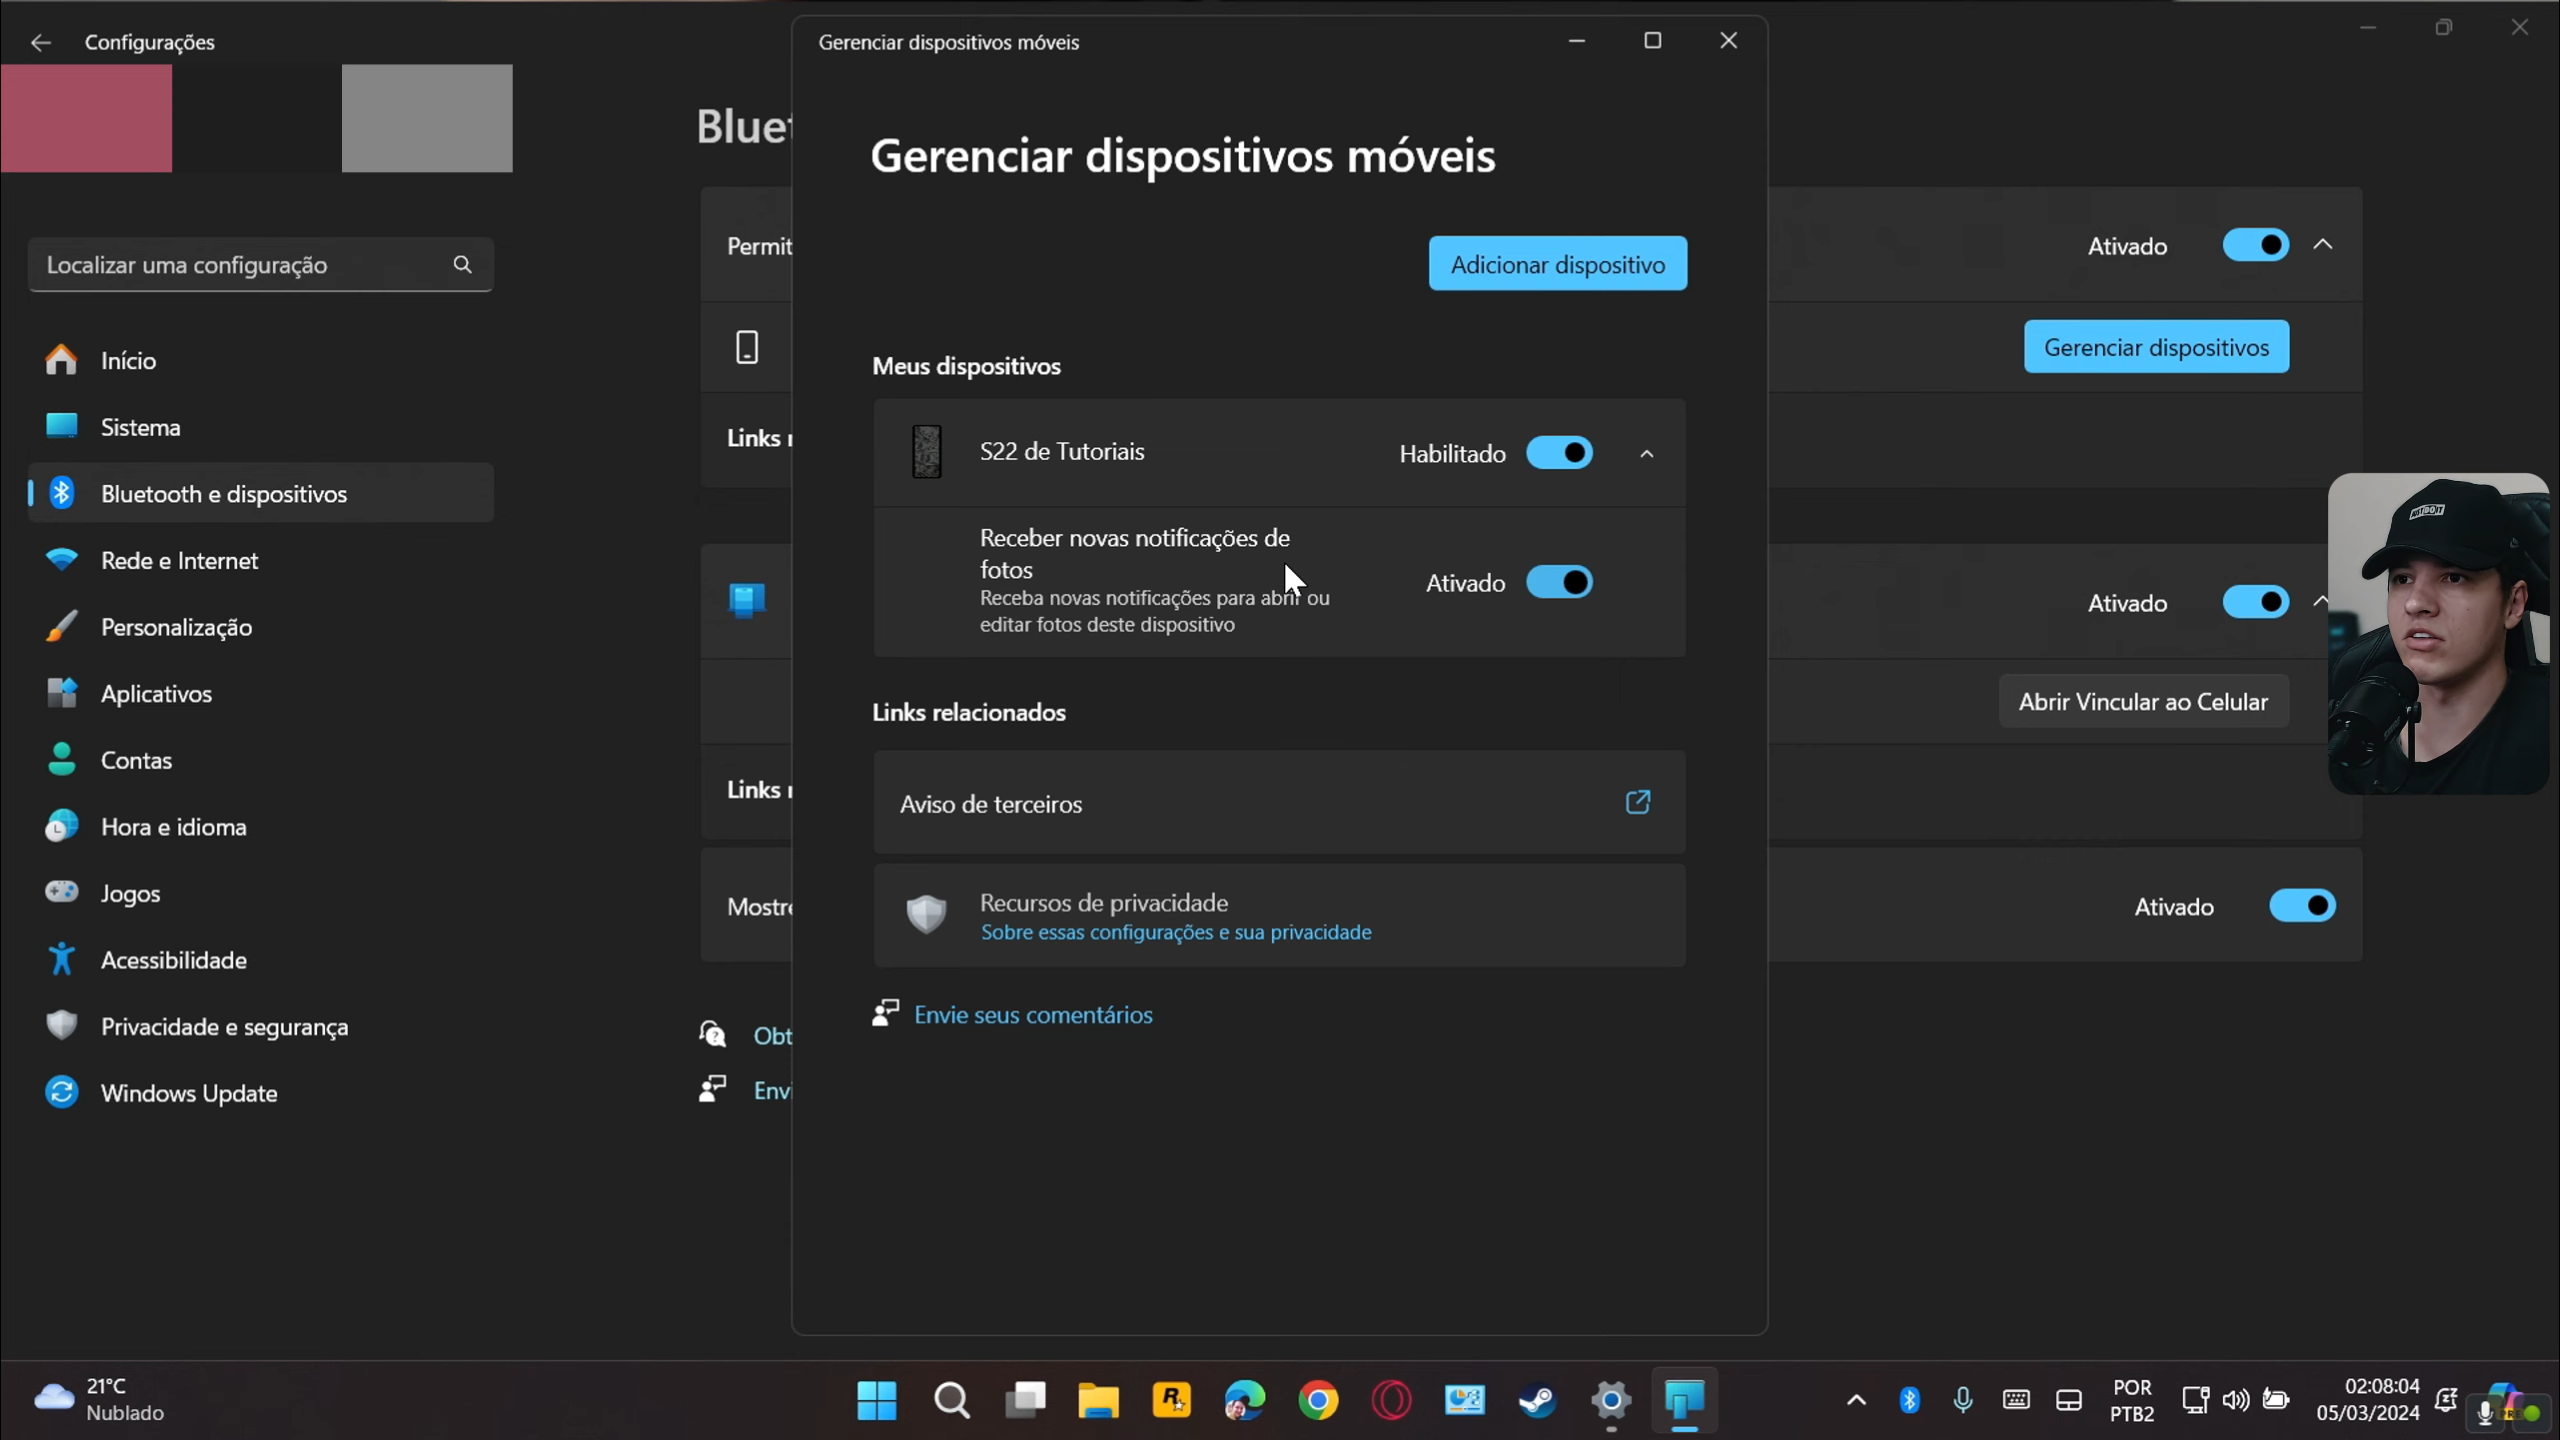 Configurações
Localizar uma configuração
Início
Sistema
Bluetooth e dispositivos
Rede e Internet
Personalização
Aplicativos
Contas
Hora e idioma
Jogos
Acessibilidade
Privacidade e segurança
Windows Update
Gerenciar dispositivos móveis
Gerenciar dispositivos móveis
Adicionar dispositivo
Meus dispositivos
S22 de Tutoriais
Habilitado
Receber novas notificações de
fotos
Receba novas notificações para abrir ou
editar fotos deste dispositivo
Ativado
Links relacionados
Aviso de terceiros
Recursos de privacidade
Sobre essas configurações e sua privacidade
Envie seus comentários
Bluet
Permit
Ativado
Gerenciar dispositivos
Links r
Ativado
Abrir Vincular ao Celular
Links r
Mostre
Ativado
Obt
Envi
21°C
Nublado
POR
PTB2
02:08:04
05/03/2024